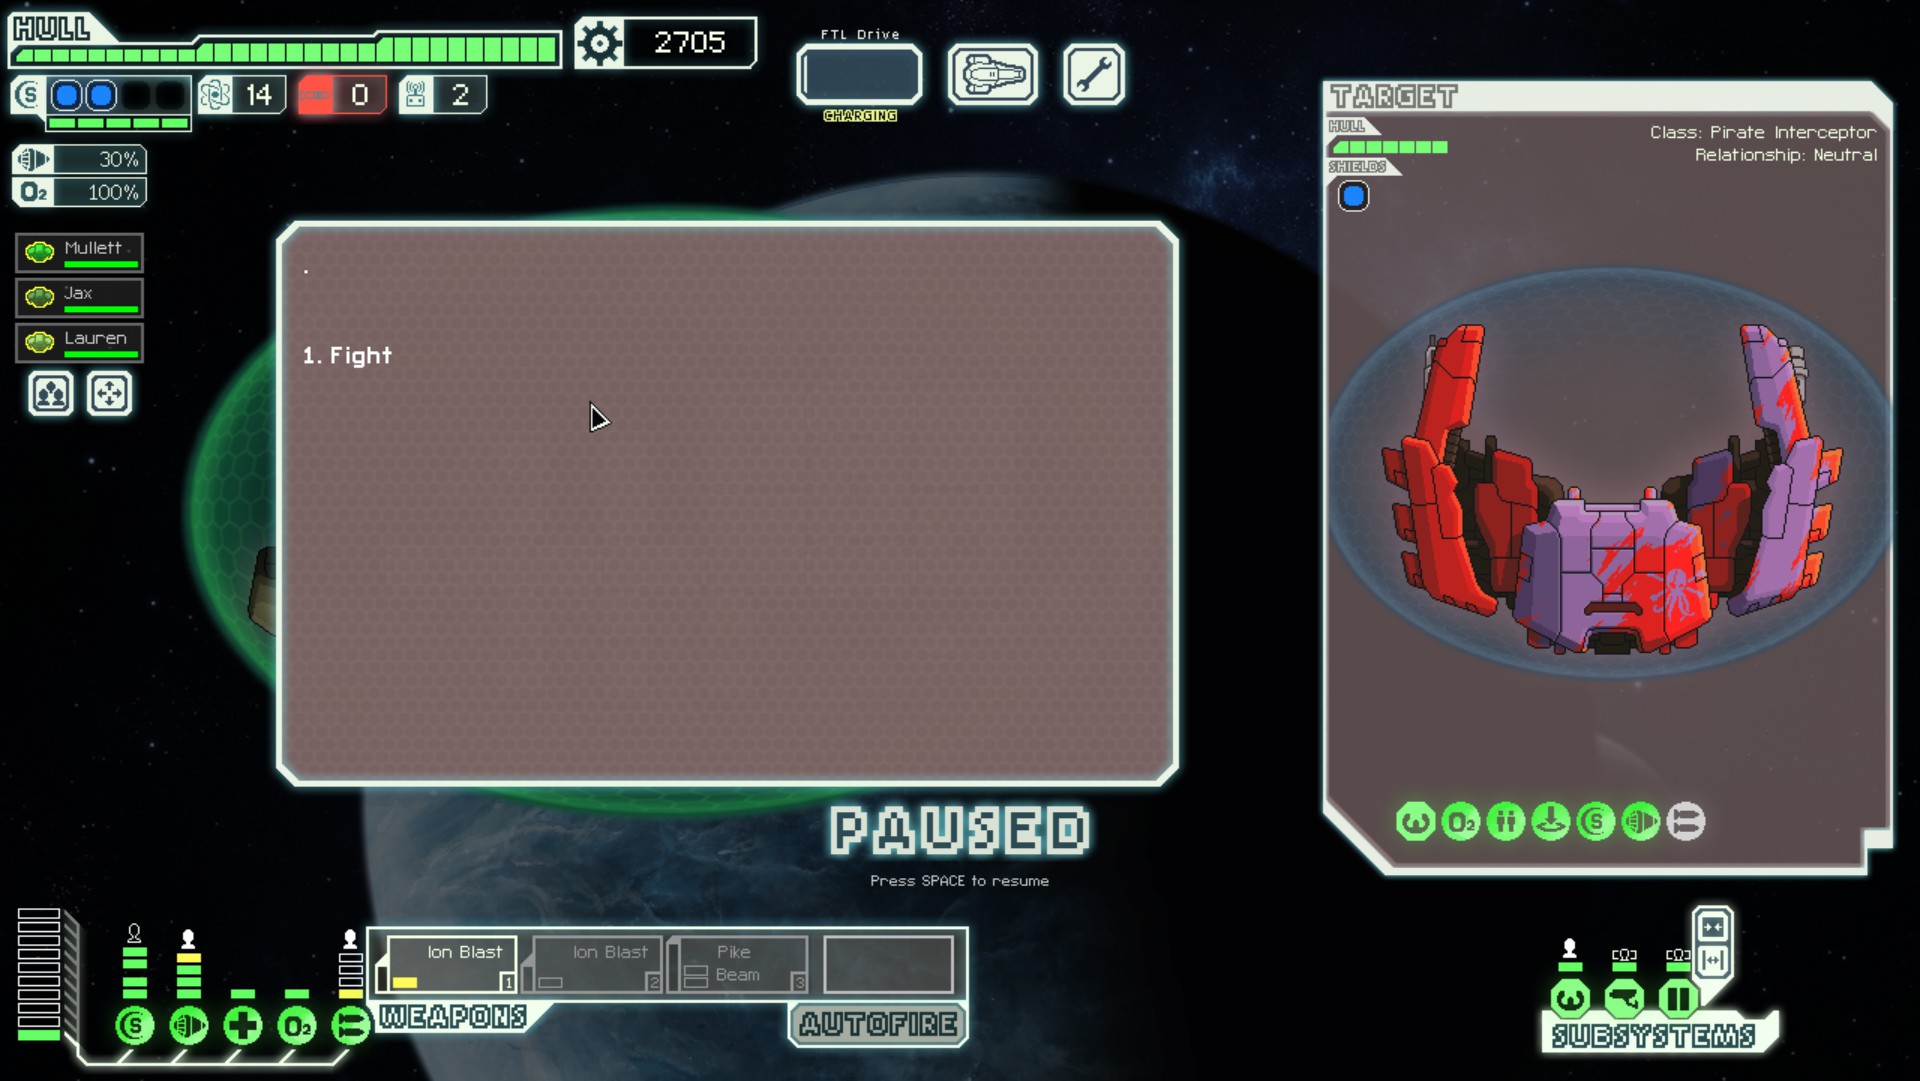 HULL
2705
FTL Drive
CHARGING
14
0
2
30%
O2
100%
Mullett
Jax
Lauren
.
1. Fight
PAUSED
Press SPACE to resume
TARGET
HULL
SHIELDS
Class: Pirate Interceptor
Relationship: Neutral
O2
S
S
O2
Ion Blast
1
Ion Blast
2
Pike
Beam
3
WEAPONS
AUTOFIRE
SUBSYSTEMS